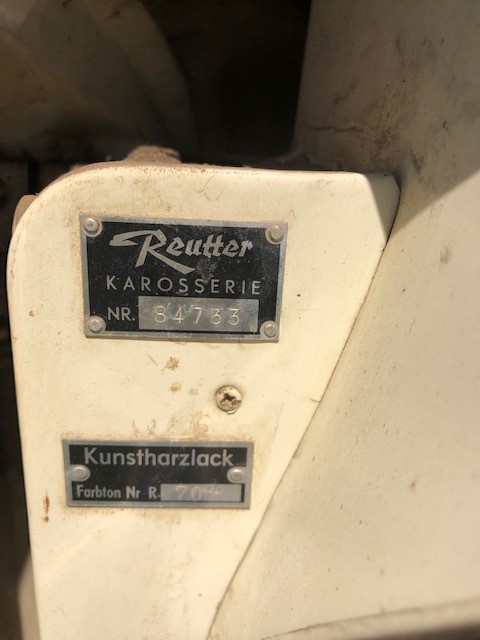 Reutter
KAROSSERIE
NR. 84733
Kunstharzlack
Farbton Nr R. 704